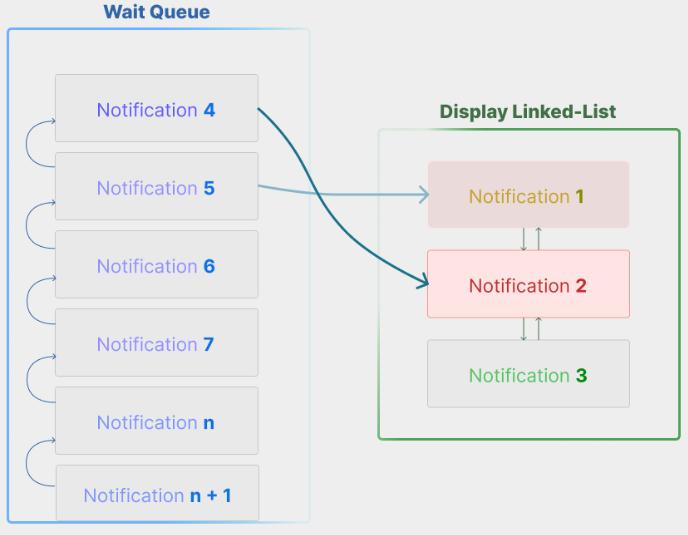 Wait Queue
Notification 4
Notification 5
Notification 6
Notification 7
Notification n
Notification n + 1
Display Linked-List
Notification 1
Notification 2
Notification 3